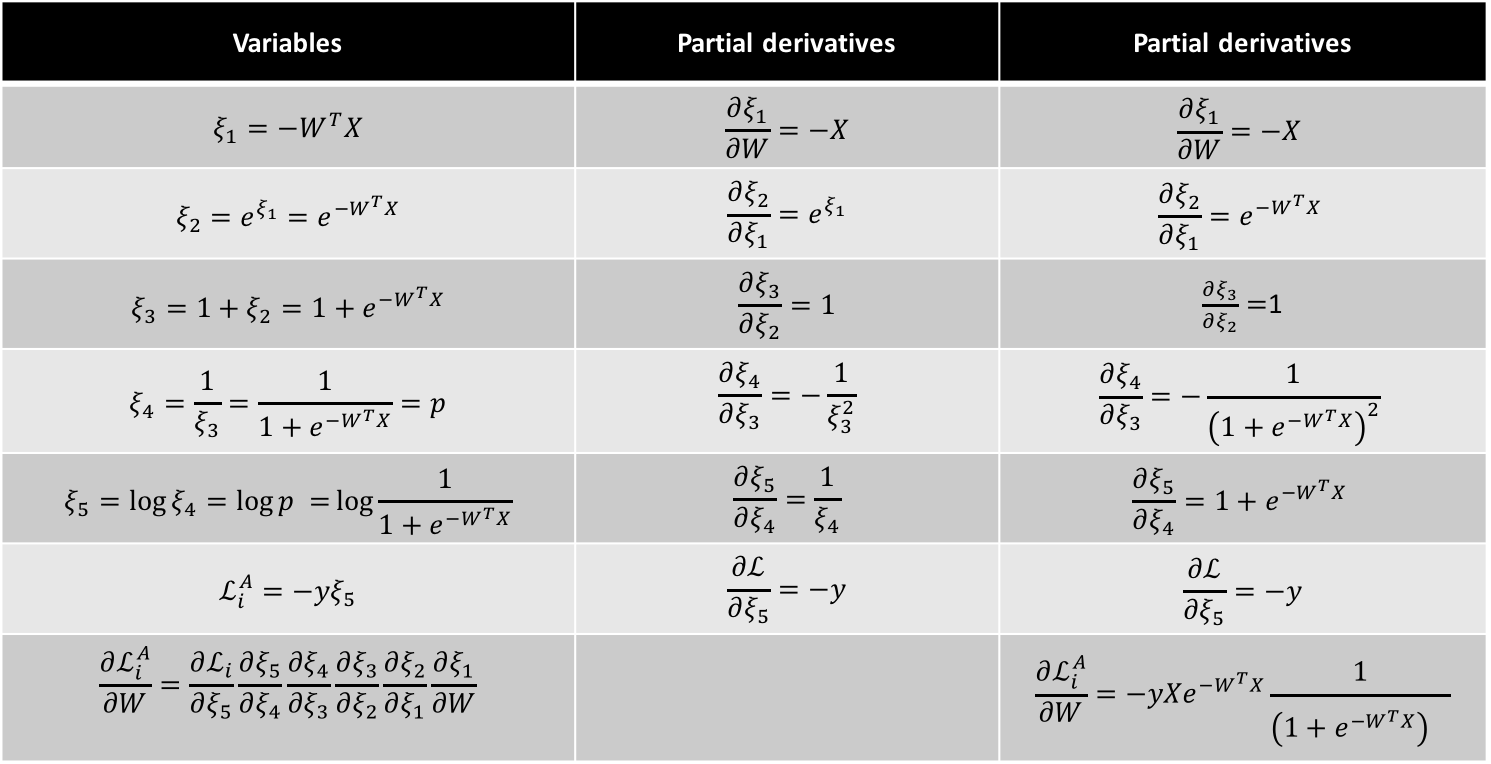 Variables Partial derivatives Partial derivatives
ξ₁ = −WᵀX ∂ξ₁/∂W = −X ∂ξ₁/∂W = −X
ξ₂ = e^{ξ₁} = e^{−WᵀX} ∂ξ₂/∂ξ₁ = e^{ξ₁} ∂ξ₂/∂ξ₁ = e^{−WᵀX}
ξ₃ = 1 + ξ₂ = 1 + e^{−WᵀX} ∂ξ₃/∂ξ₂ = 1 ∂ξ₃/∂ξ₂ =1
ξ₄ = 1/ξ₃ = 1/(1 + e^{−WᵀX}) = p ∂ξ₄/∂ξ₃ = − 1/ξ₃² ∂ξ₄/∂ξ₃ = − 1/(1 + e^{−WᵀX})²
ξ₅ = log ξ₄ = log p = log 1/(1 + e^{−WᵀX}) ∂ξ₅/∂ξ₄ = 1/ξ₄ ∂ξ₅/∂ξ₄ = 1 + e^{−WᵀX}
ℒᵢᴬ = −yξ₅ ∂ℒ/∂ξ₅ = −y ∂ℒ/∂ξ₅ = −y
∂ℒᵢᴬ/∂W = ∂ℒᵢ/∂ξ₅ ∂ξ₅/∂ξ₄ ∂ξ₄/∂ξ₃ ∂ξ₃/∂ξ₂ ∂ξ₂/∂ξ₁ ∂ξ₁/∂W ∂ℒᵢᴬ/∂W = −yXe^{−WᵀX} 1/(1 + e^{−WᵀX})